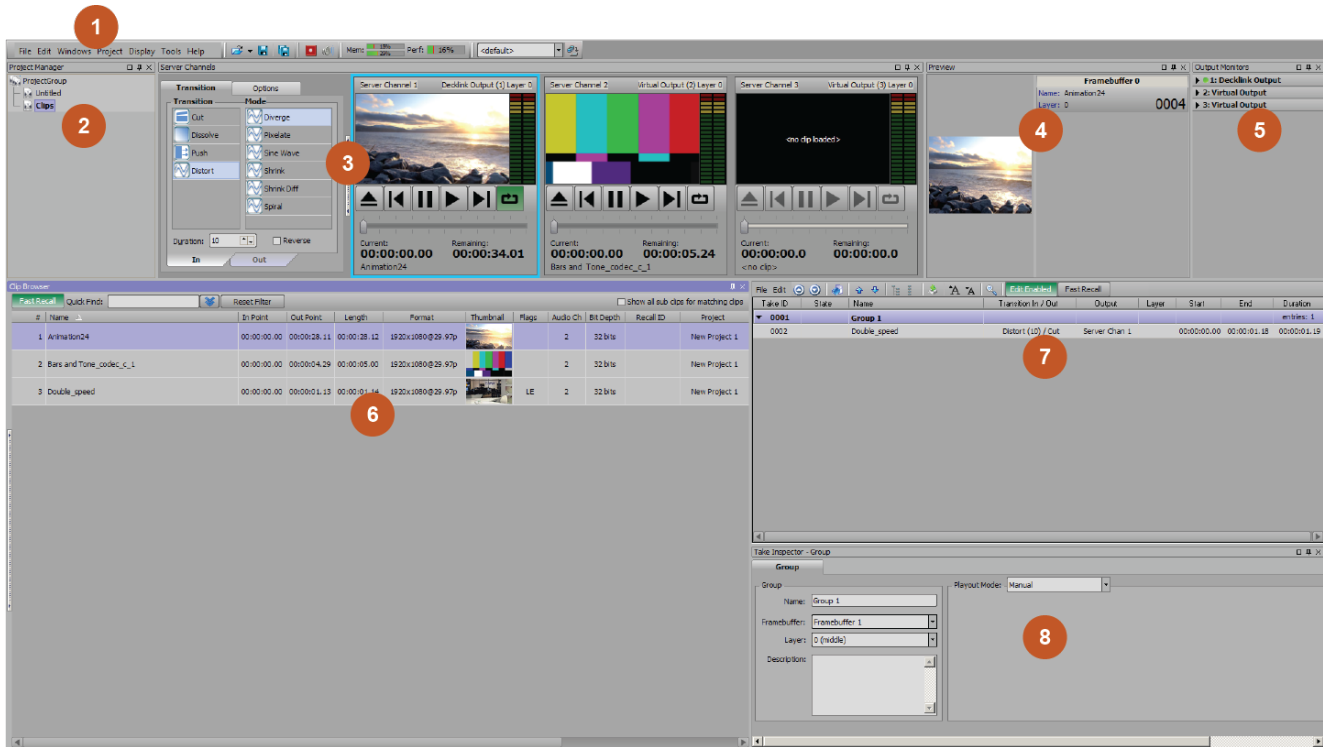 1
File Edit Windows Project Display Tools Help
Mem: 15% 20% Perf: 16% <default>
Project Manager
ProjectGroup
Untitled
Clips
2
Server Channels
Transition Options
Transition Mode
Cut Diverge
Dissolve Pixelate
Push Sine Wave
Distort Shrink
Shrink Diff
Spiral
Duration: 10 Reverse
In Out
3
Server Channel 1 Decklink Output (1) Layer 0
Current: Remaining:
00:00:00.00 00:00:34.01
Animation24
Server Channel 2 Virtual Output (2) Layer 0
Current: Remaining:
00:00:00.00 00:00:05.24
Bars and Tone_codec_c_1
Server Channel 3 Virtual Output (3) Layer 0
<no clip loaded>
Current: Remaining:
00:00:00.0 00:00:00.0
<no clip>
Preview
Framebuffer 0
Name: Animation24
Layer: 0 0004
4
Output Monitors
1: Decklink Output
2: Virtual Output
3: Virtual Output
5
Clip Browser
Fast Recall Quick Find: Reset Filter Show all sub clips for matching clips
# Name In Point Out Point Length Format Thumbnail Flags Audio Ch Bit Depth Recall ID Project
1 Animation24 00:00:00.00 00:00:28.11 00:00:28.12 1920x1080@29.97p 2 32 bits New Project 1
2 Bars and Tone_codec_c_1 00:00:00.00 00:00:04.29 00:00:05.00 1920x1080@29.97p 2 32 bits New Project 1
3 Double_speed 00:00:00.00 00:00:01.13 00:00:01.14 1920x1080@29.97p LE 2 32 bits New Project 1
6
File Edit Edit Enabled Fast Recall
Take ID State Name Transition In / Out Output Layer Start End Duration
0001 Group 1 entries: 1
0002 Double_speed Distort (10) / Cut Server Chan 1 00:00:00.00 00:00:01.18 00:00:01.19
7
Take Inspector - Group
Group
Group
Name: Group 1
Framebuffer: Framebuffer 1
Layer: 0 (middle)
Description:
Playout Mode: Manual
8